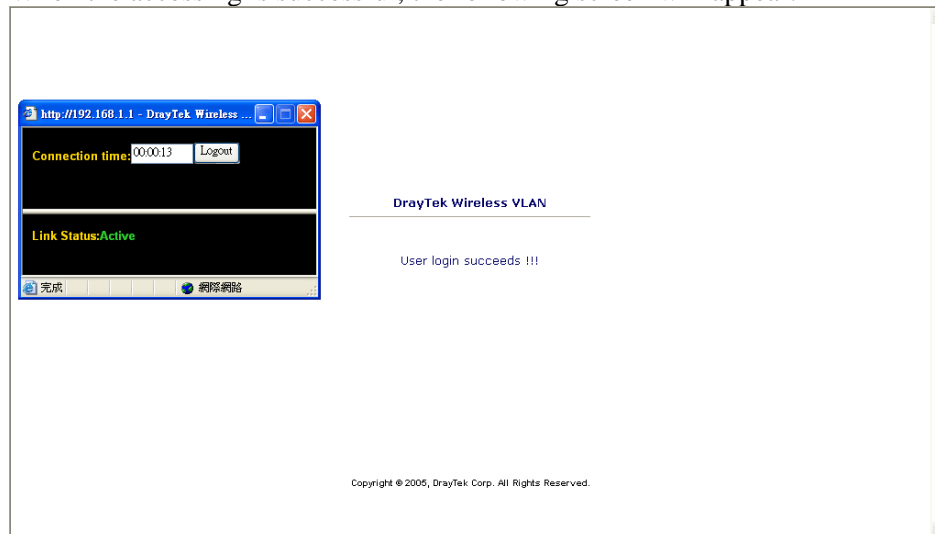 http://192.168.1.1 - DrayTek Wireless ...
Connection time: 00:00:13 Logout
Link Status:Active
完成 網際網路
DrayTek Wireless VLAN
User login succeeds !!!
Copyright © 2005, DrayTek Corp. All Rights Reserved.